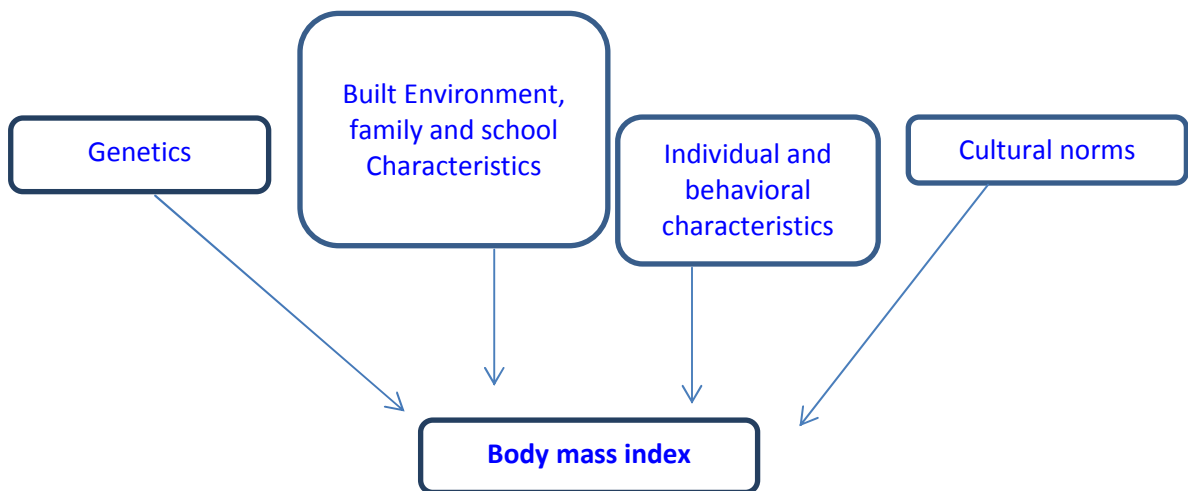 Genetics
Built Environment,
family and school
Characteristics
Individual and
behavioral
characteristics
Cultural norms
Body mass index